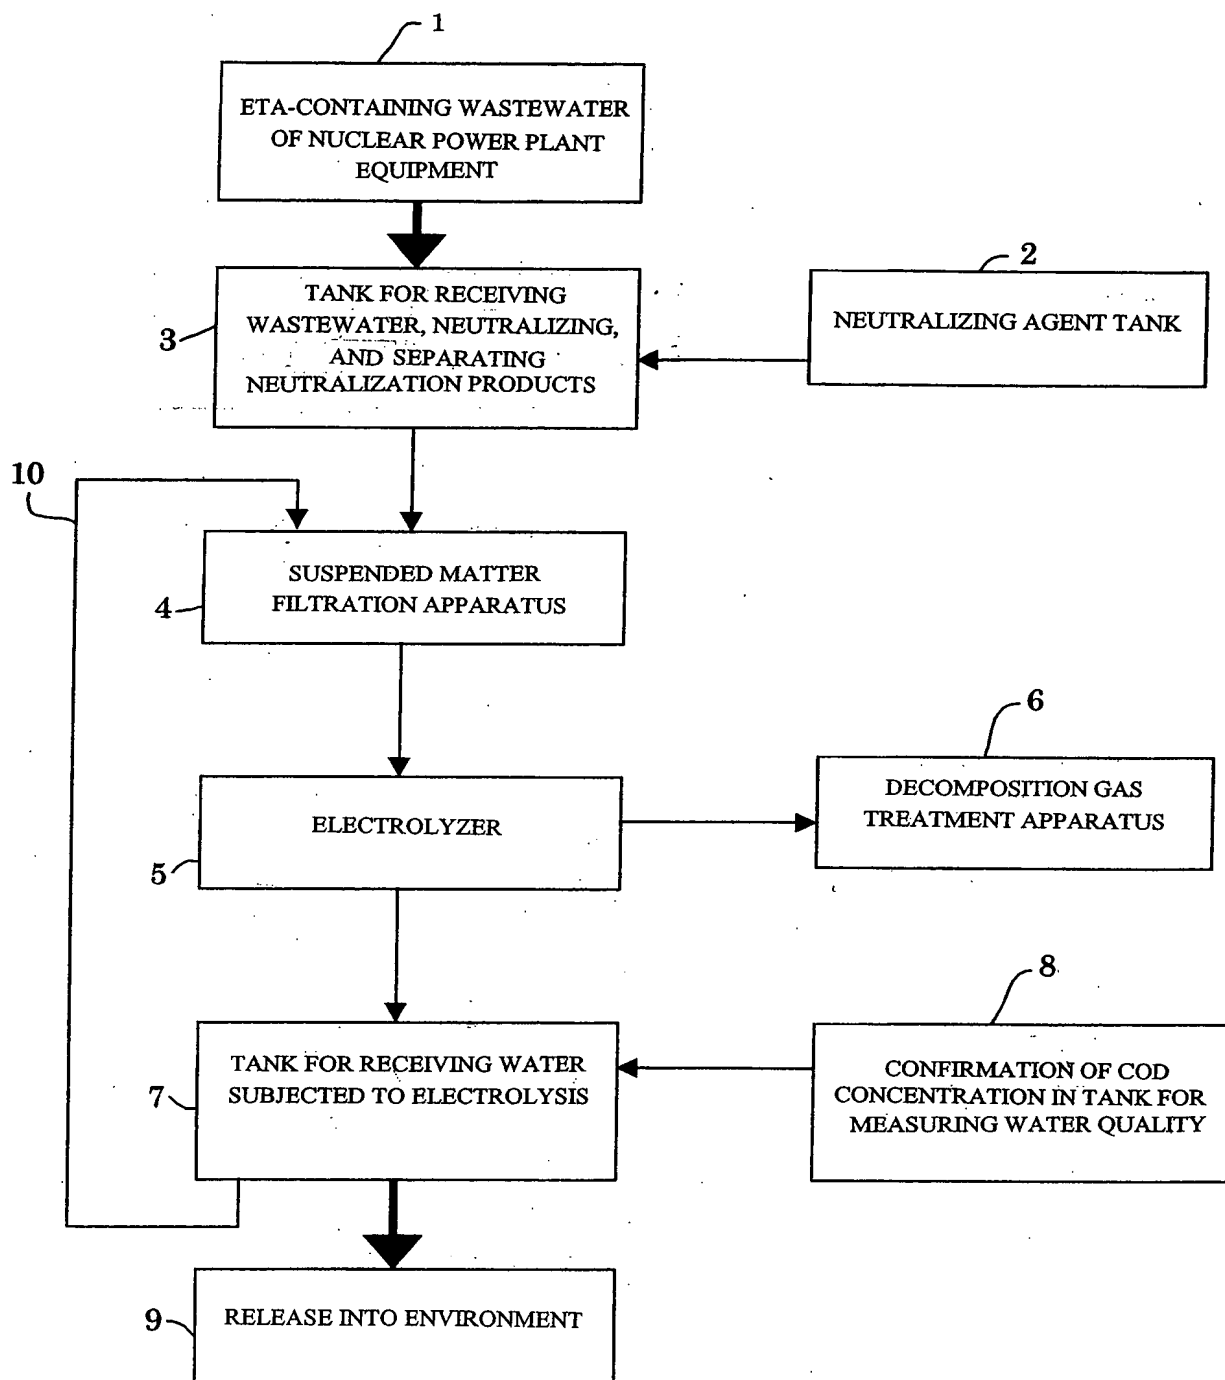 1
ETA-CONTAINING WASTEWATER
OF NUCLEAR POWER PLANT
EQUIPMENT
2
NEUTRALIZING AGENT TANK
3
TANK FOR RECEIVING
WASTEWATER, NEUTRALIZING,
AND SEPARATING
NEUTRALIZATION PRODUCTS
10
4
SUSPENDED MATTER
FILTRATION APPARATUS
6
DECOMPOSITION GAS
TREATMENT APPARATUS
5
ELECTROLYZER
8
CONFIRMATION OF COD
CONCENTRATION IN TANK FOR
MEASURING WATER QUALITY
7
TANK FOR RECEIVING WATER
SUBJECTED TO ELECTROLYSIS
9
RELEASE INTO ENVIRONMENT